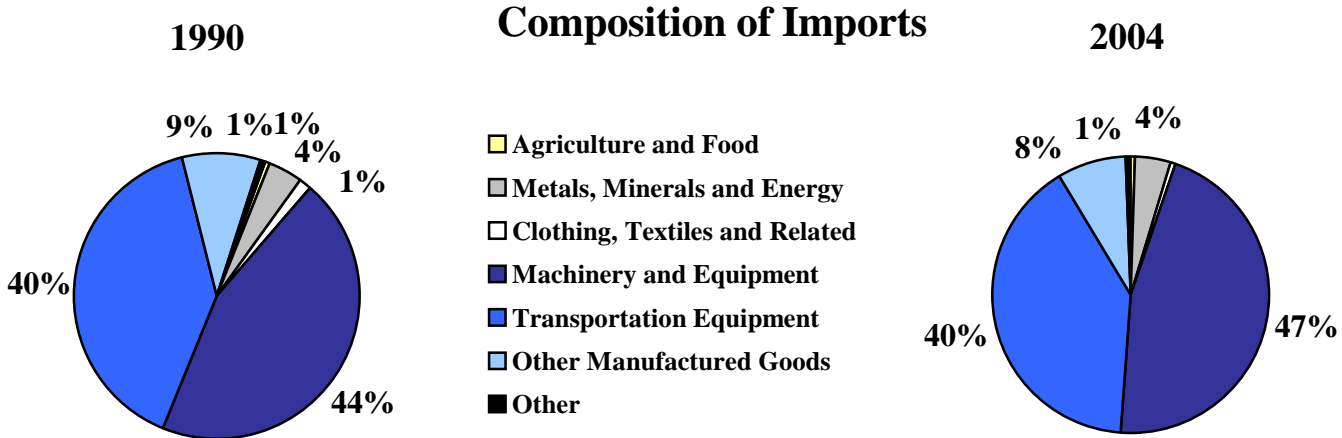 Composition of Imports
1990
9% 1% 1%
4%
1%
40%
44%
Agriculture and Food
Metals, Minerals and Energy
Clothing, Textiles and Related
Machinery and Equipment
Transportation Equipment
Other Manufactured Goods
Other
2004
4%
1%
8%
40%
47%